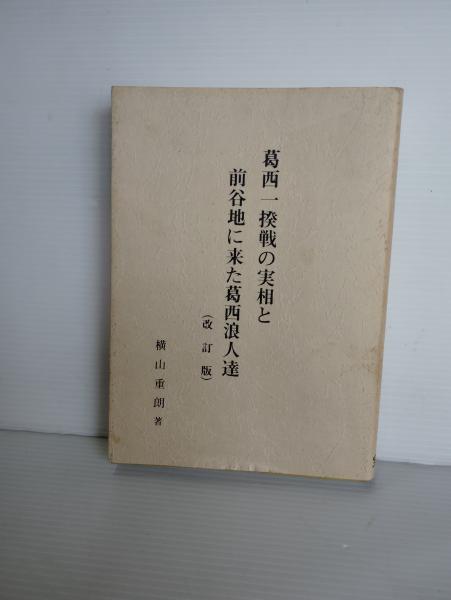 葛西一揆戦の実相と
前谷地に来た葛西浪人達
(改訂版)
横山重朗 著